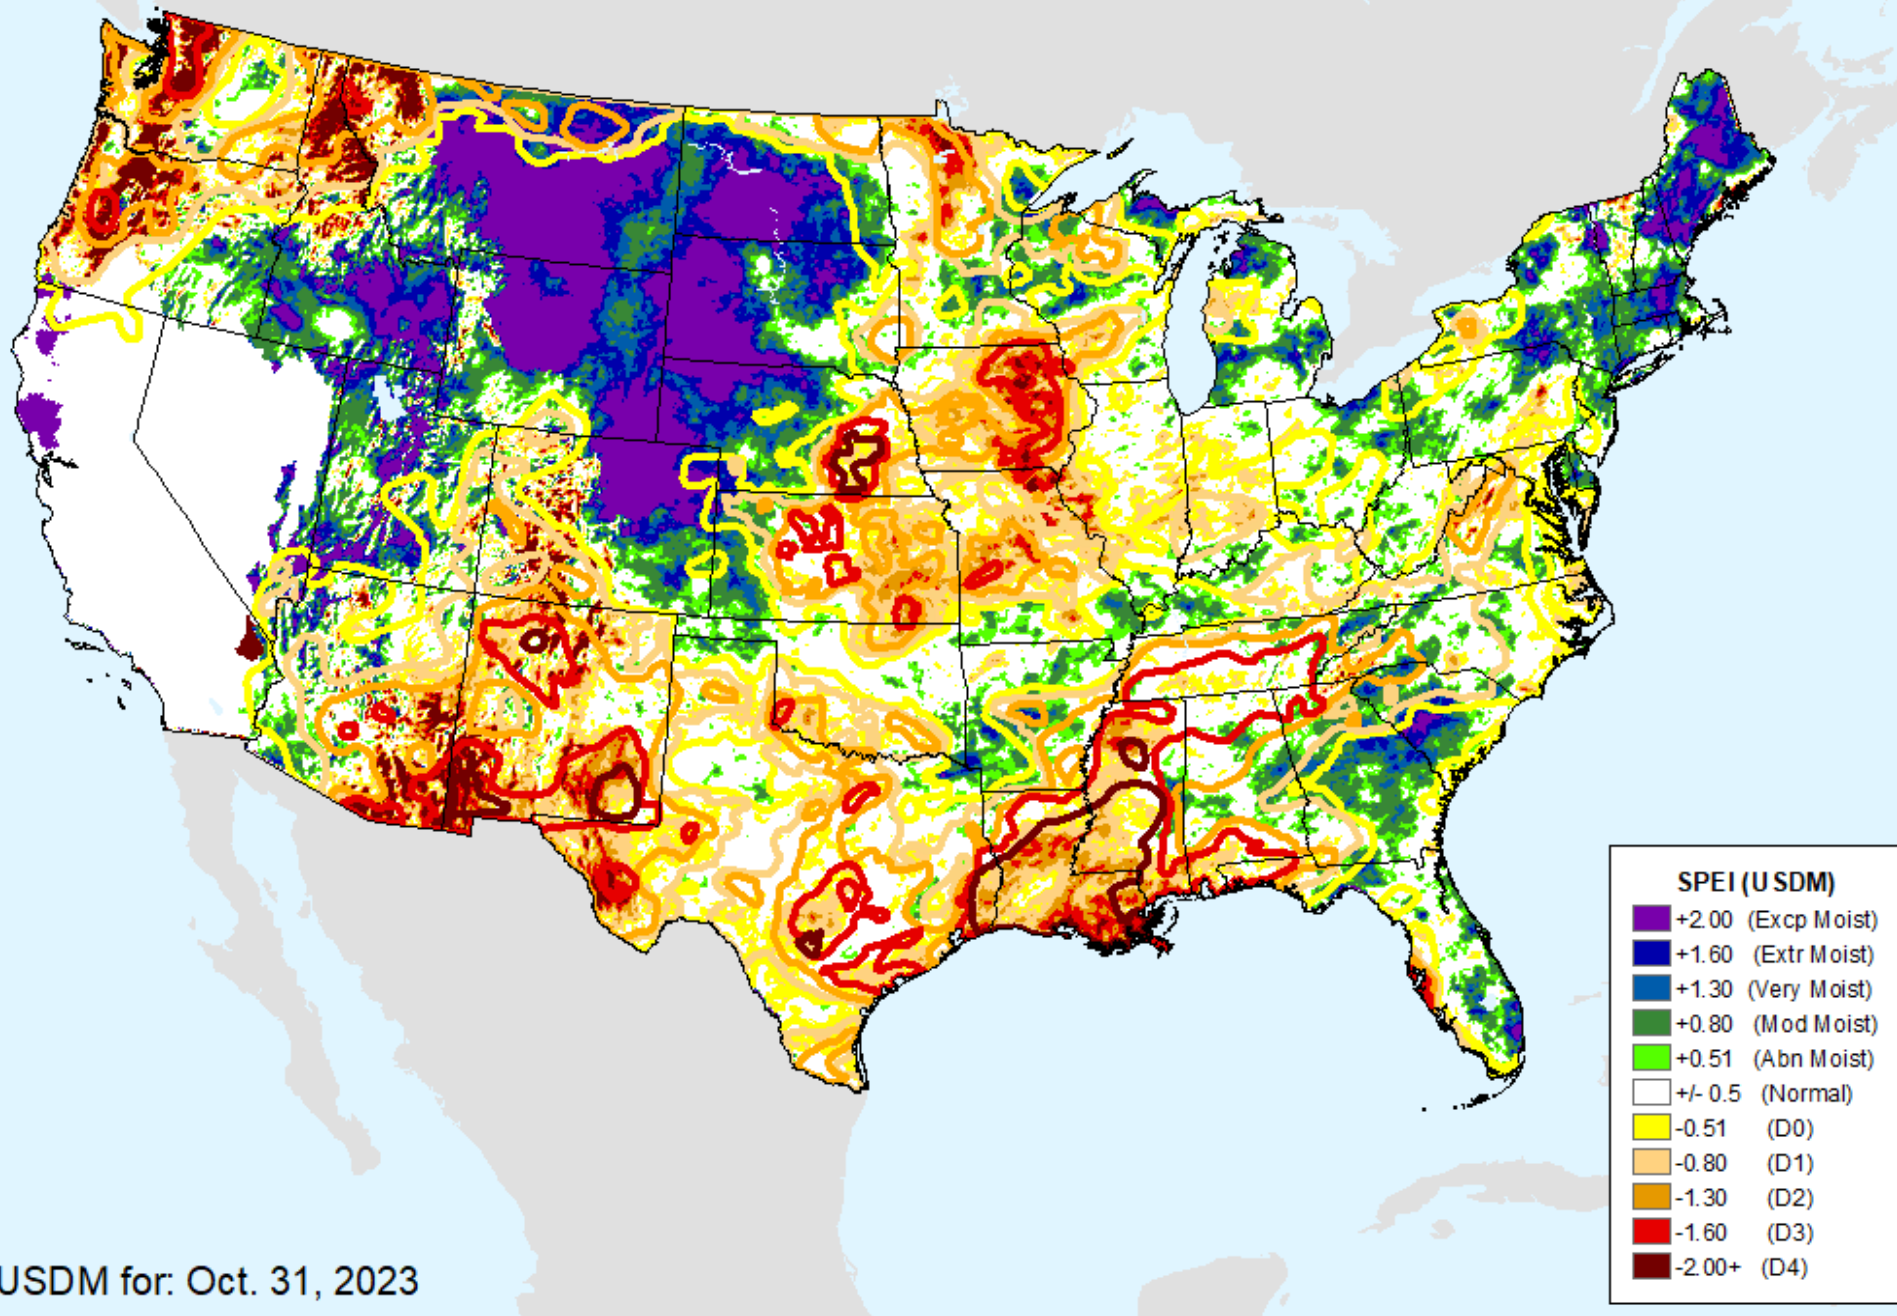 SPEI (USDM)
+2.00 (Excp Moist)
+1.60 (Extr Moist)
+1.30 (Very Moist)
+0.80 (Mod Moist)
+0.51 (Abn Moist)
+/- 0.5 (Normal)
-0.51 (D0)
-0.80 (D1)
-1.30 (D2)
-1.60 (D3)
-2.00+ (D4)
USDM for: Oct. 31, 2023